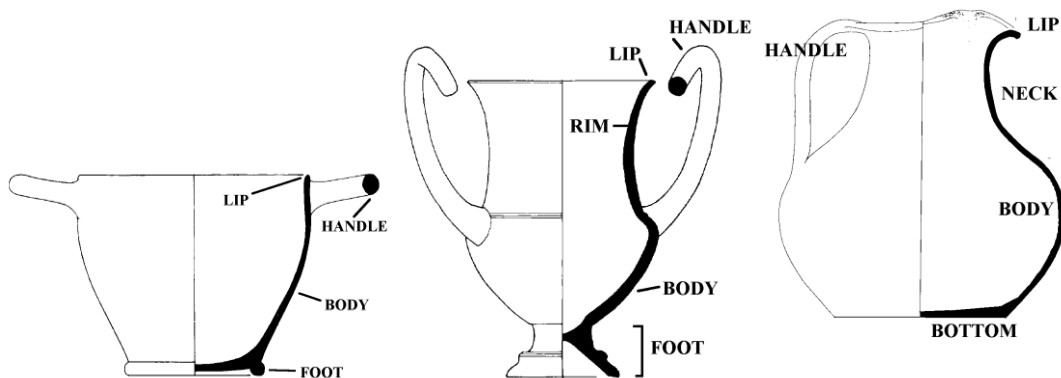 LIP
HANDLE
BODY
FOOT
HANDLE
LIP
RIM
BODY
FOOT
LIP
HANDLE
NECK
BODY
BOTTOM